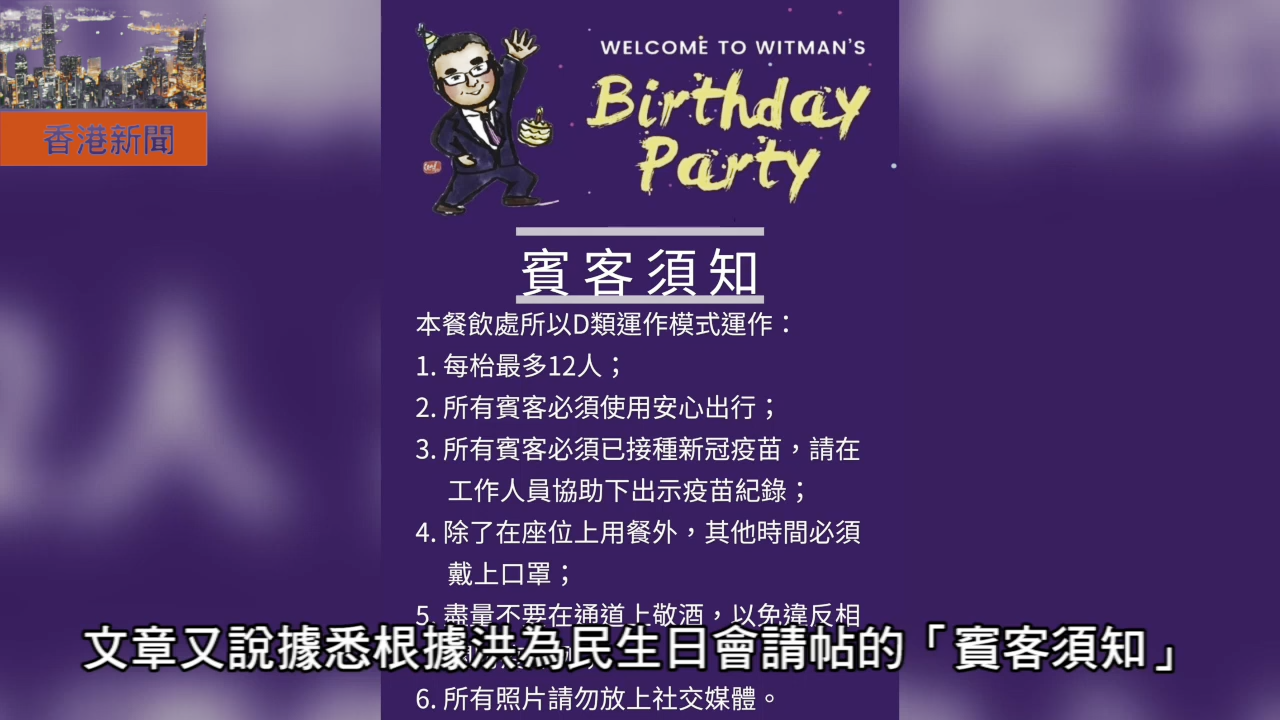 香港新聞
WELCOME TO WITMAN'S
Birthday
Party
賓客須知
本餐飲處所以D類運作模式運作：
1. 每枱最多12人；
2. 所有賓客必須使用安心出行；
3. 所有賓客必須已接種新冠疫苗，請在
工作人員協助下出示疫苗紀錄；
4. 除了在座位上用餐外，其他時間必須
戴上口罩；
5. 盡量不要在通道上敬酒，以免違反相
文章又說據悉根據洪為民生日會請帖的「賓客須知」
6. 所有照片請勿放上社交媒體。